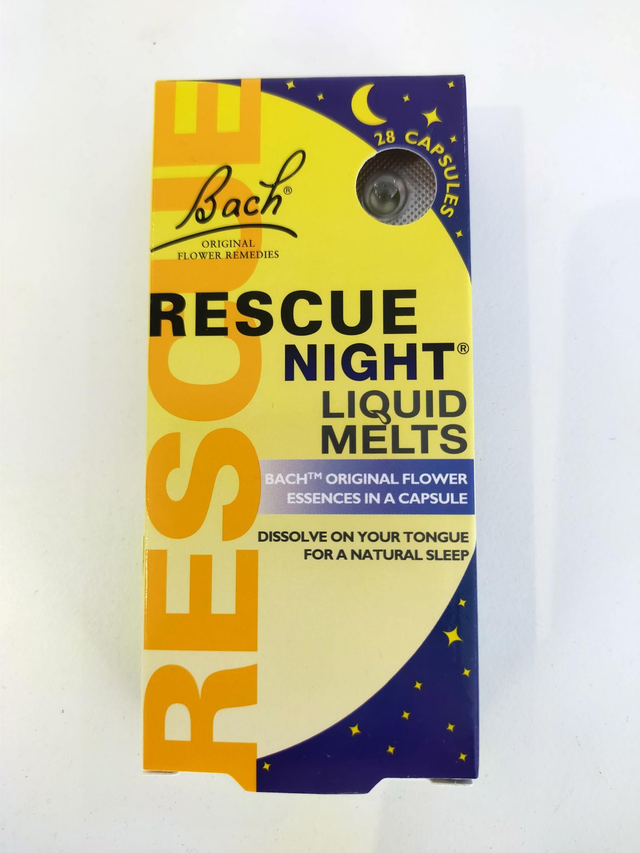 RESCUE
28 CAPSULES
Bach®
ORIGINAL
FLOWER REMEDIES
RESCUE
NIGHT®
LIQUID
MELTS
BACH™ ORIGINAL FLOWER
ESSENCES IN A CAPSULE
DISSOLVE ON YOUR TONGUE
FOR A NATURAL SLEEP